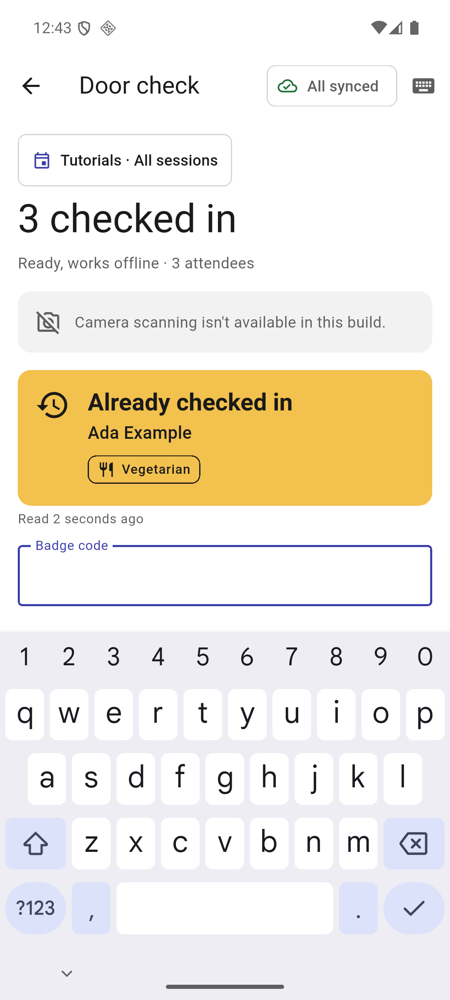 12:43
Door check
All synced
Tutorials · All sessions
3 checked in
Ready, works offline · 3 attendees
Camera scanning isn't available in this build.
Already checked in
Ada Example
Vegetarian
Read 2 seconds ago
Badge code
1 2 3 4 5 6 7 8 9 0
q w e r t y u i o p
a s d f g h j k l
z x c v b n m
?123 , .